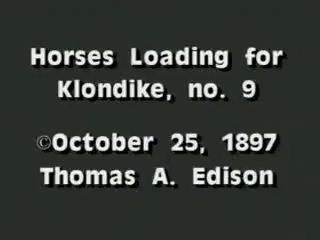 Horses Loading for
Klondike, no. 9
©October 25, 1897
Thomas A. Edison